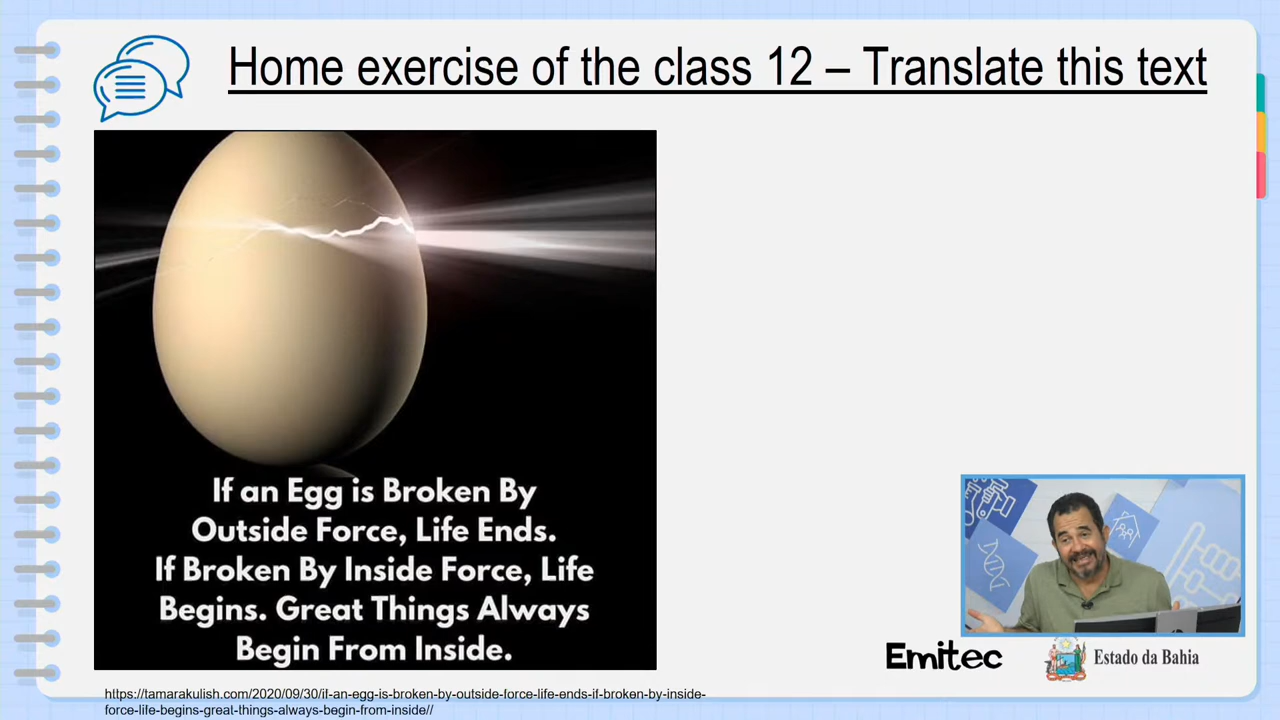 Home exercise of the class 12 – Translate this text
If an Egg is Broken By
Outside Force, Life Ends.
If Broken By Inside Force, Life
Begins. Great Things Always
Begin From Inside.
Emitec
Estado da Bahia
https://tamarakulish.com/2020/09/30/if-an-egg-is-broken-by-outside-force-life-ends-if-broken-by-inside-
force-life-begins-great-things-always-begin-from-inside//